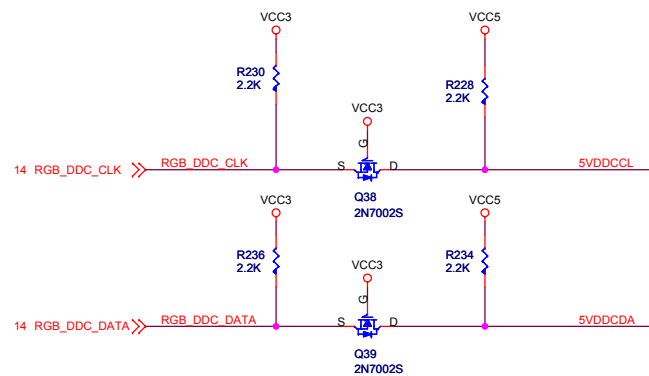 VCC3
VCC5
R230
2.2K
R228
2.2K
VCC3
G
14 RGB_DDC_CLK
RGB_DDC_CLK
S
D
5VDDCCL
Q38
2N7002S
VCC3
VCC5
R236
2.2K
R234
2.2K
VCC3
G
14 RGB_DDC_DATA
RGB_DDC_DATA
S
D
5VDDCDA
Q39
2N7002S